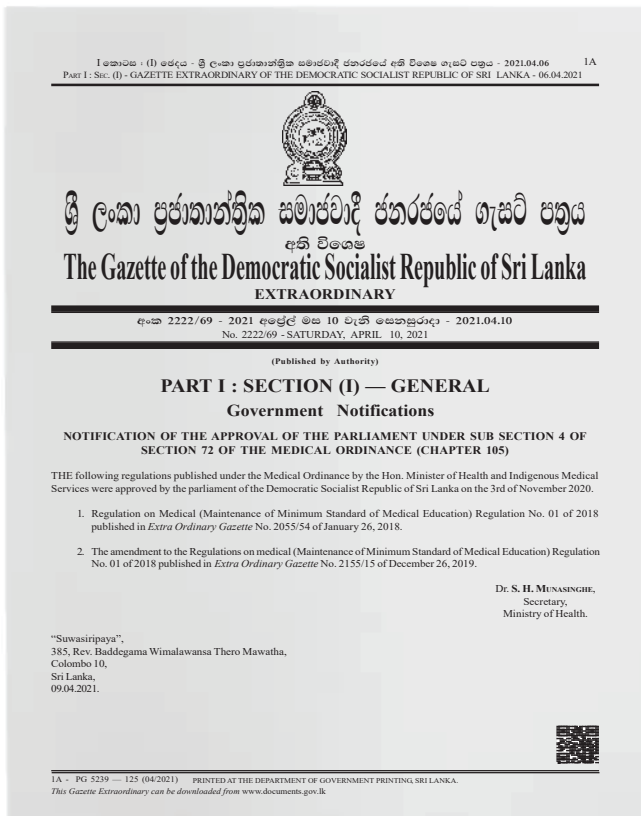 I කොටස : (I) ඡෙදය - ශ්‍රී ලංකා ප්‍රජාතාන්ත්‍රික සමාජවාදී ජනරජයේ අති විශෙෂ ගැසට් පත්‍රය - 2021.04.06 1A
PART I : SEC. (I) - GAZETTE EXTRAORDINARY OF THE DEMOCRATIC SOCIALIST REPUBLIC OF SRI LANKA - 06.04.2021
ශ්‍රී ලංකා ප්‍රජාතාන්ත්‍රික සමාජවාදී ජනරජයේ ගැසට් පත්‍රය
අති විශෙෂ
The Gazette of the Democratic Socialist Republic of Sri Lanka
EXTRAORDINARY
අංක 2222/69 - 2021 අප්‍රේල් මස 10 වැනි සෙනසුරාදා - 2021.04.10
No. 2222/69 - SATURDAY, APRIL 10, 2021
(Published by Authority)
PART I : SECTION (I) — GENERAL
Government Notifications
NOTIFICATION OF THE APPROVAL OF THE PARLIAMENT UNDER SUB SECTION 4 OF
SECTION 72 OF THE MEDICAL ORDINANCE (CHAPTER 105)
THE following regulations published under the Medical Ordinance by the Hon. Minister of Health and Indigenous Medical
Services were approved by the parliament of the Democratic Socialist Republic of Sri Lanka on the 3rd of November 2020.
1. Regulation on Medical (Maintenance of Minimum Standard of Medical Education) Regulation No. 01 of 2018
published in Extra Ordinary Gazette No. 2055/54 of January 26, 2018.
2. The amendment to the Regulations on medical (Maintenance of Minimum Standard of Medical Education) Regulation
No. 01 of 2018 published in Extra Ordinary Gazette No. 2155/15 of December 26, 2019.
Dr. S. H. MUNASINGHE,
Secretary,
Ministry of Health.
“Suwasiripaya”,
385, Rev. Baddegama Wimalawansa Thero Mawatha,
Colombo 10,
Sri Lanka,
09.04.2021.
1A - PG 5239 — 125 (04/2021) PRINTED AT THE DEPARTMENT OF GOVERNMENT PRINTING, SRI LANKA.
This Gazette Extraordinary can be downloaded from www.documents.gov.lk